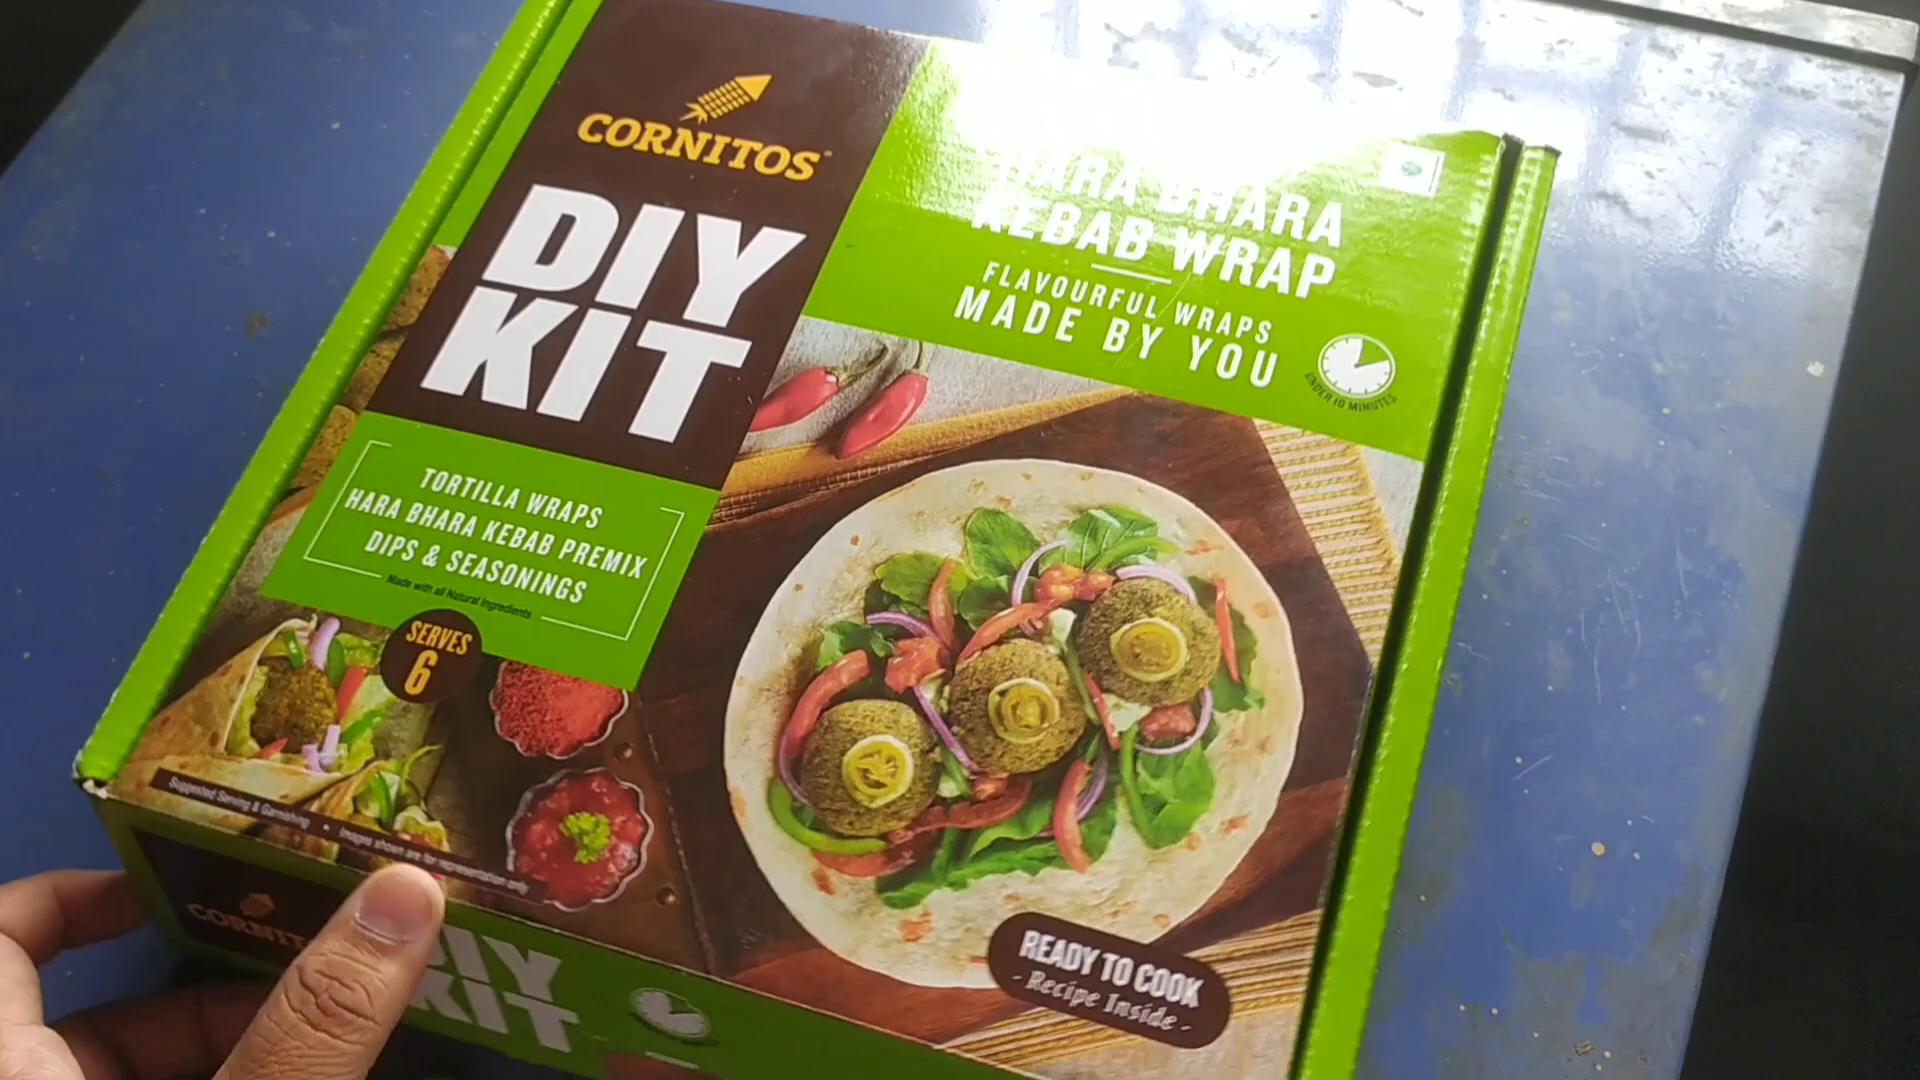 CORNITOS
DIY
KIT
HARA BHARA
KEBAB WRAP
FLAVOURFUL WRAPS
MADE BY YOU
UNDER 10 MINUTES
TORTILLA WRAPS
HARA BHARA KEBAB PREMIX
DIPS & SEASONINGS
Made with all Natural Ingredients
SERVES
6
Suggested Serving & Garnishing • Images shown are for representation only
READY TO COOK
- Recipe Inside -
DIY
KIT